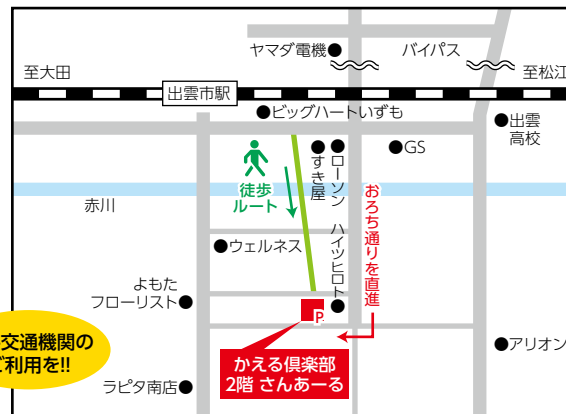 ヤマダ電機
バイパス
至大田
至松江
出雲市駅
ビッグハートいずも
出雲
高校
GS
ローソン
すき屋
徒歩
ルート
赤川
おろち通りを直進
ウェルネス
ハイツヒロト
よもた
フローリスト
P
交通機関の
利用を!!
かえる倶楽部
2階 さんあーる
アリオン
ラピタ南店